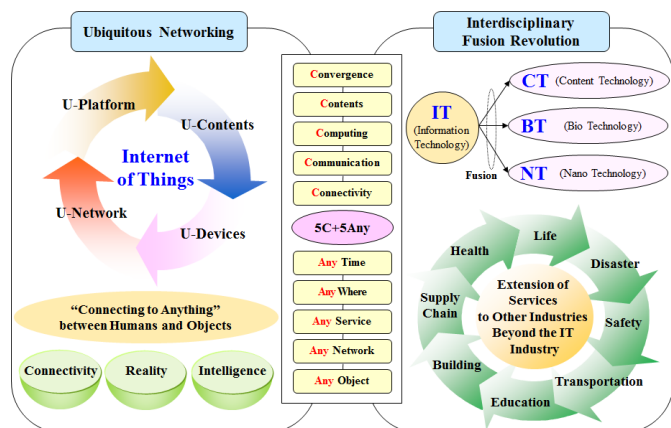 Ubiquitous Networking
U-Platform
U-Contents
Internet
of Things
U-Network
U-Devices
“Connecting to Anything”
between Humans and Objects
Connectivity
Reality
Intelligence
Convergence
Contents
Computing
Communication
Connectivity
5C+5Any
Any Time
Any Where
Any Service
Any Network
Any Object
Interdisciplinary
Fusion Revolution
IT
(Information
Technology)
Fusion
CT (Content Technology)
BT (Bio Technology)
NT (Nano Technology)
Life
Disaster
Safety
Transportation
Education
Building
Supply
Chain
Health
Extension of
Services
to Other Industries
Beyond the IT
Industry